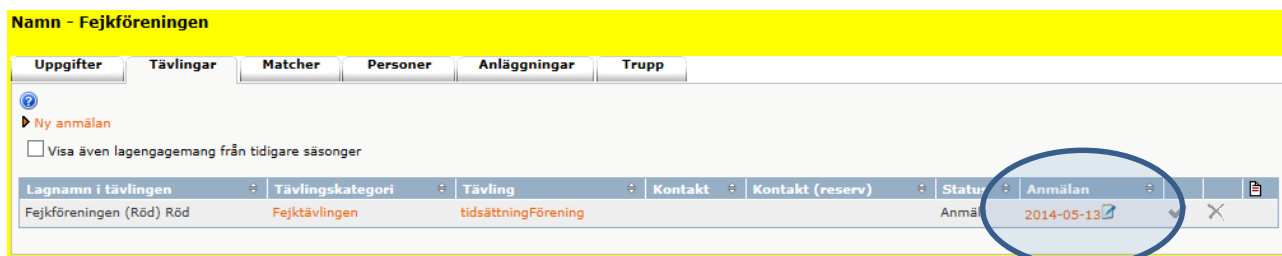 Namn - Fejkföreningen
Uppgifter Tävlingar Matcher Personer Anläggningar Trupp
Ny anmälan
Visa även lagengagemang från tidigare säsonger
Lagnamn i tävlingen Tävlingskategori Tävling Kontakt Kontakt (reserv) Status Anmälan
Fejkföreningen (Röd) Röd Fejktävlingen tidsättningFörening Anmäl 2014-05-13